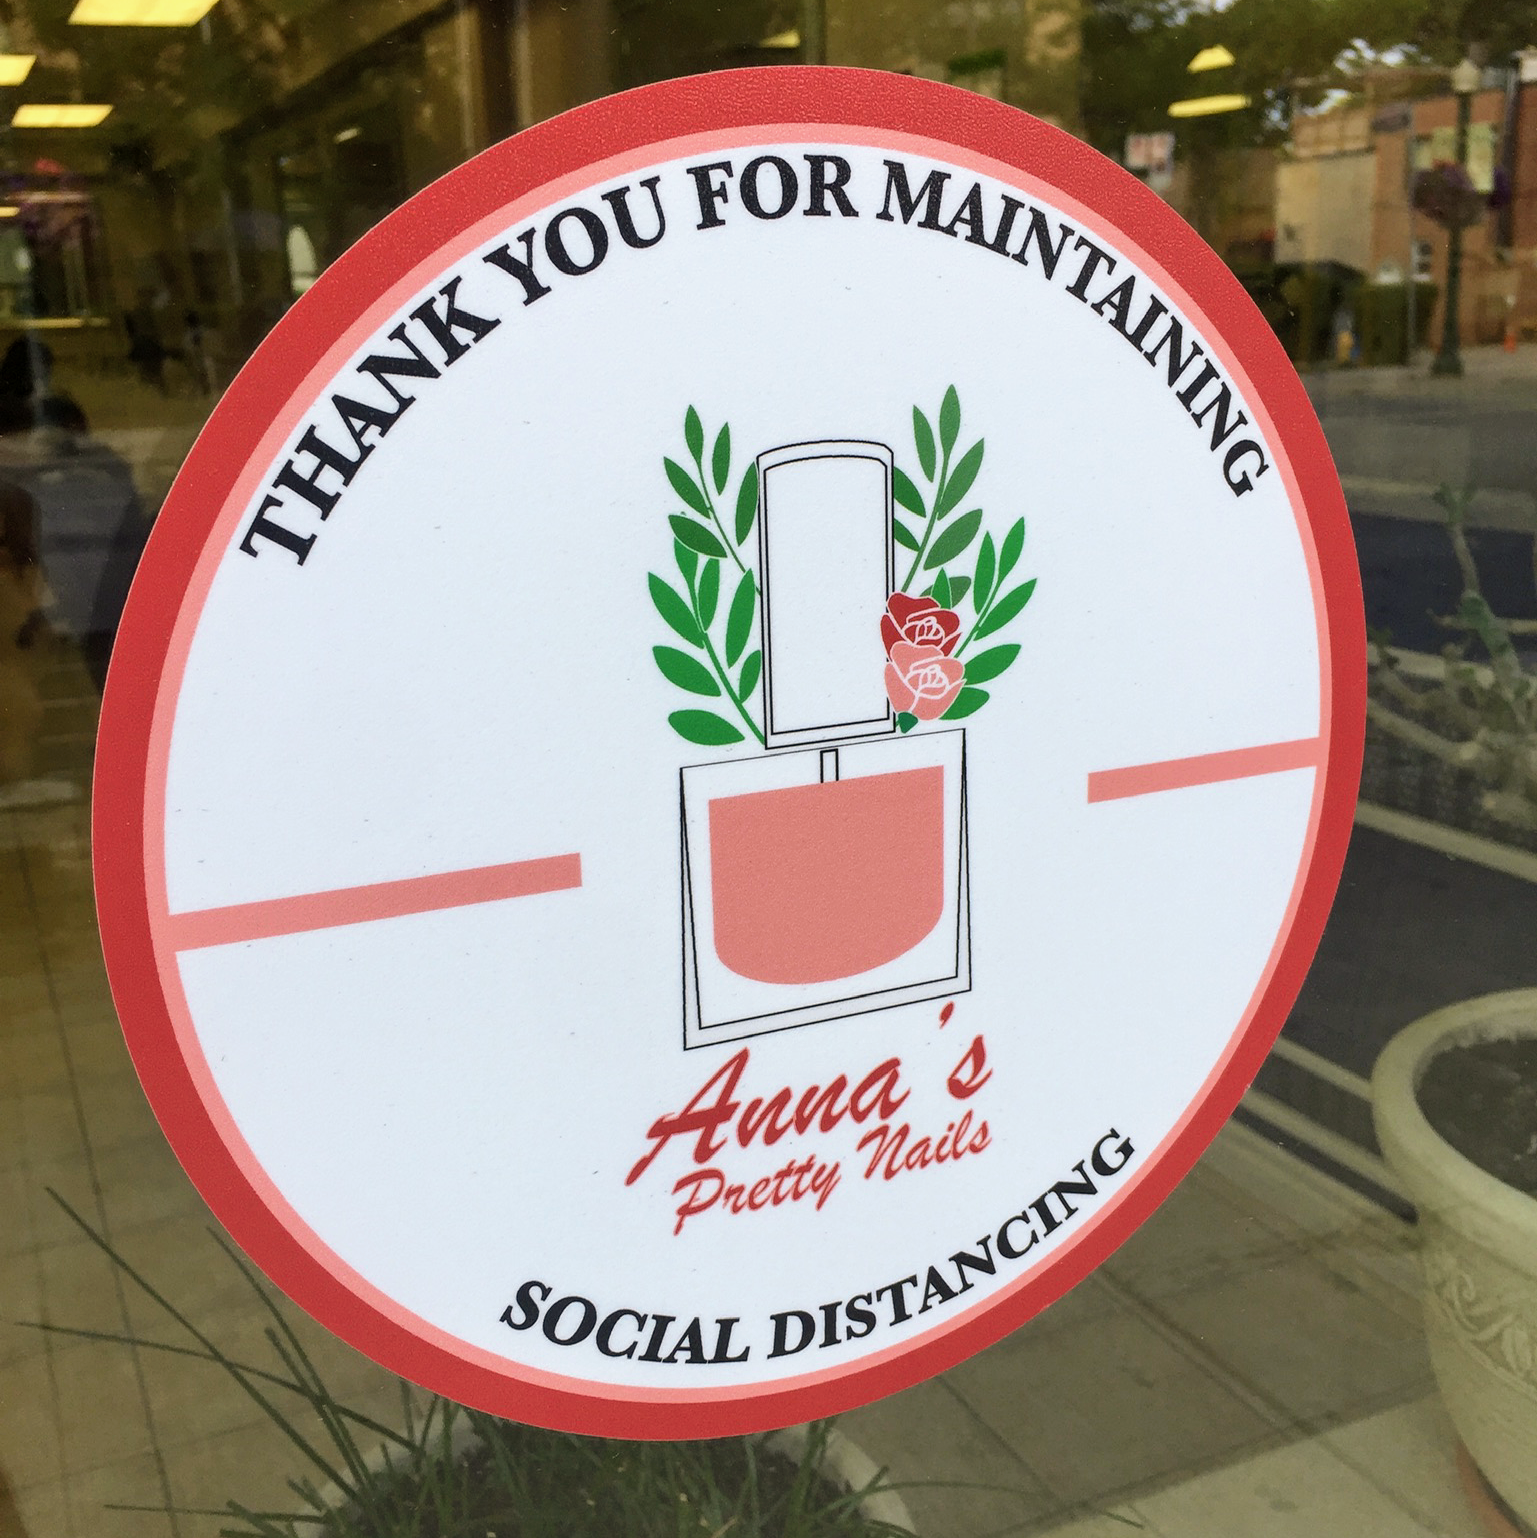 THANK YOU FOR MAINTAINING
Anna's
Pretty Nails
SOCIAL DISTANCING